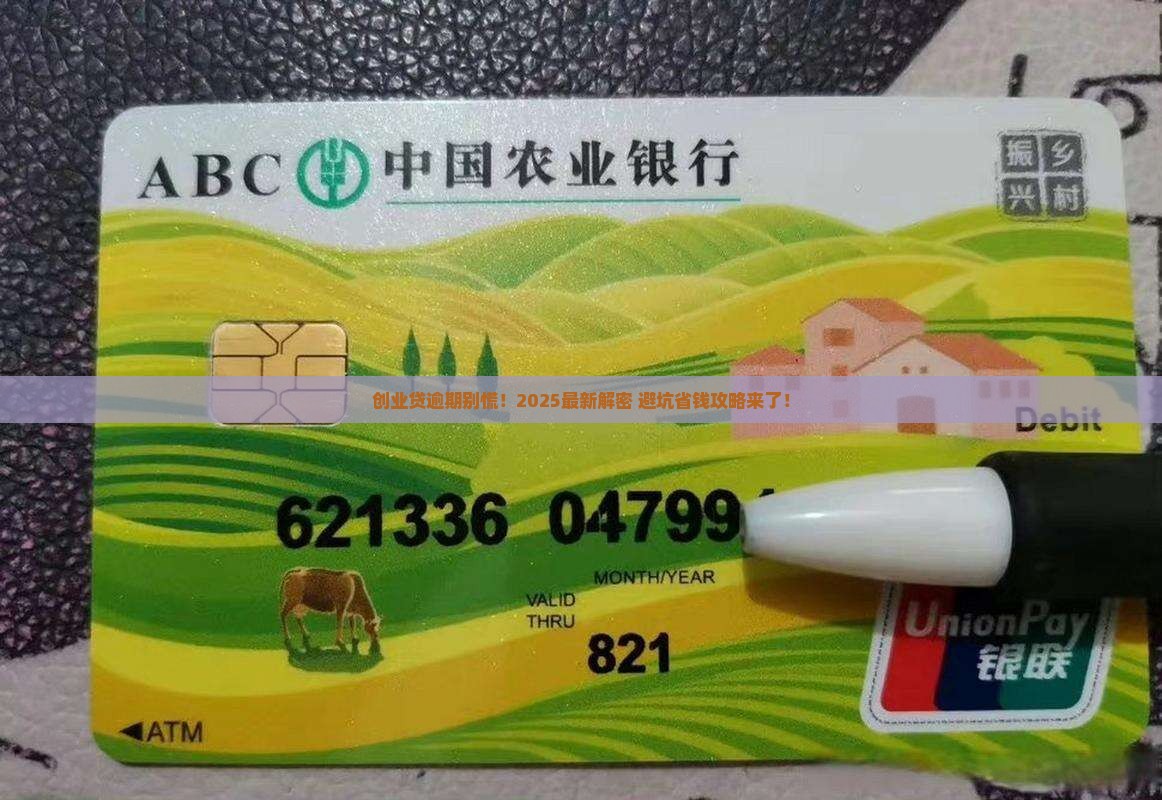 ABC 中国农业银行
振乡
兴村
创业贷逾期别慌！2025最新解密 避坑省钱攻略来了！
Debit
621336 04799
MONTH/YEAR
VALID
THRU
821
UnionPay
银联
ATM